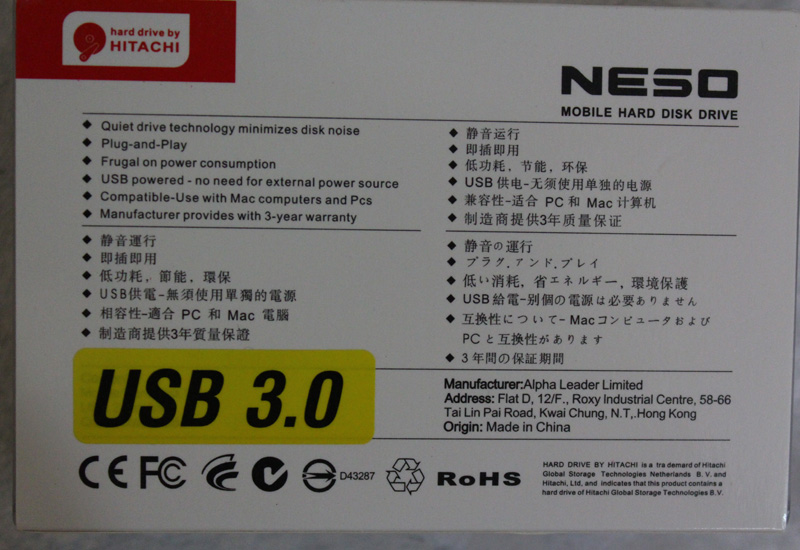 hard drive by
HITACHI
NESO
MOBILE HARD DISK DRIVE
◆ Quiet drive technology minimizes disk noise
◆ Plug-and-Play
◆ Frugal on power consumption
◆ USB powered - no need for external power source
◆ Compatible-Use with Mac computers and Pcs
◆ Manufacturer provides with 3-year warranty
◆ 静音运行
◆ 即插即用
◆ 低功耗，节能，环保
◆ USB 供电-无须使用单独的电源
◆ 兼容性-适合 PC 和 Mac 计算机
◆ 制造商提供3年质量保证
◆ 靜音運行
◆ 即插即用
◆ 低功耗，節能，環保
◆ USB供電-無須使用單獨的電源
◆ 相容性-適合 PC 和 Mac 電腦
◆ 制造商提供3年質量保證
◆ 静音の運行
◆ プラグ.アンド.プレイ
◆ 低い消耗，省エネルギー，環境保護
◆ USB 給電-别個の電源は必要ありません
◆ 互換性について-Macコンピュータおよび
PCと互換性があります
◆ 3年間の保証期間
USB 3.0
Manufacturer:Alpha Leader Limited
Address: Flat D, 12/F., Roxy Industrial Centre, 58-66
Tai Lin Pai Road, Kwai Chung, N.T,.Hong Kong
Origin: Made in China
CE FC D43287 RoHS
HARD DRIVE BY HITACHI is a tra demard of Hitachi
Global Storage Technologies Netherlands B. V. and
Hitachi, Ltd, and indicates that this product contains a
hard drive of Hitachi Global Storage Technologies B.V.